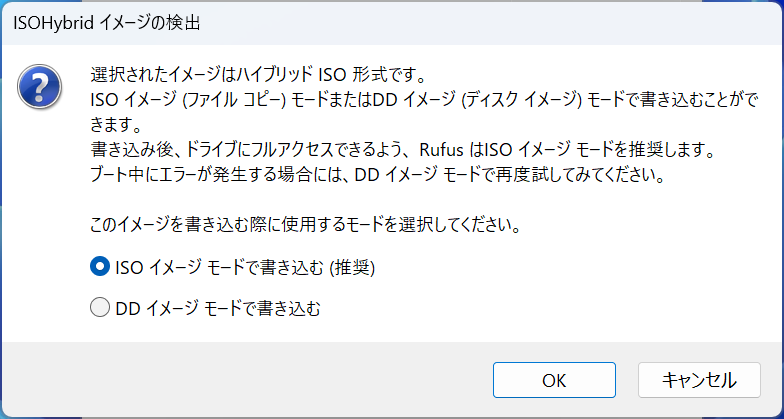 ISOHybrid イメージの検出
選択されたイメージはハイブリッド ISO 形式です。
ISO イメージ (ファイル コピー) モードまたはDD イメージ (ディスク イメージ) モードで書き込むことがで
きます。
書き込み後、ドライブにフルアクセスできるよう、 Rufus はISO イメージ モードを推奨します。
ブート中にエラーが発生する場合には、DD イメージ モードで再度試してみてください。
このイメージを書き込む際に使用するモードを選択してください。
ISO イメージ モードで書き込む (推奨)
DD イメージ モードで書き込む
OK
キャンセル